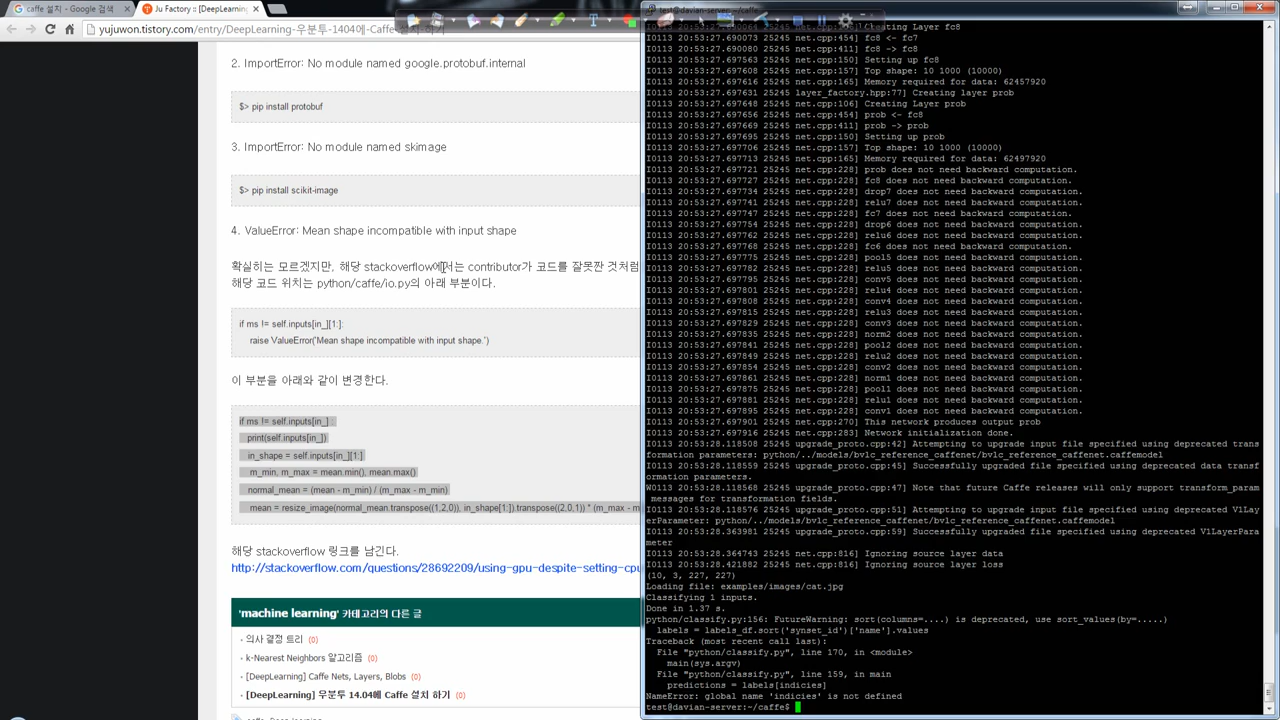 caffe 설치 - Google 검색
Ju Factory :: [DeepLearning
yujuwon.tistory.com/entry/DeepLearning-우분투-1404에-Caffe-설치-하기
2. ImportError: No module named google.protobuf.internal
$> pip install protobuf
3. ImportError: No module named skimage
$> pip install scikit-image
4. ValueError: Mean shape incompatible with input shape
확실히는 모르겠지만, 해당 stackoverflow에서는 contributor가 코드를 잘못짠 것처럼
해당 코드 위치는 python/caffe/io.py의 아래 부분이다.
if ms != self.inputs[in_][1:]:
raise ValueError('Mean shape incompatible with input shape.')
이 부분을 아래와 같이 변경한다.
if ms != self.inputs[in_] :
print(self.inputs[in_])
in_shape = self.inputs[in_][1:]
m_min, m_max = mean.min(), mean.max()
normal_mean = (mean - m_min) / (m_max - m_min)
mean = resize_image(normal_mean.transpose((1,2,0)), in_shape[1:]).transpose((2,0,1)) * (m_max - m
해당 stackoverflow 링크를 남긴다.
http://stackoverflow.com/questions/28692209/using-gpu-despite-setting-cpu
'machine learning' 카테고리의 다른 글
의사 결정 트리 (0)
k-Nearest Neighbors 알고리즘 (0)
[DeepLearning] Caffe Nets, Layers, Blobs (0)
[DeepLearning] 우분투 14.04에 Caffe 설치 하기 (0)
test@davian-server:~/caffe
I0113 20:53:27.690064 25245 net.cpp:106] Creating Layer fc8
I0113 20:53:27.690073 25245 net.cpp:454] fc8 <- fc7
I0113 20:53:27.690080 25245 net.cpp:411] fc8 -> fc8
I0113 20:53:27.697563 25245 net.cpp:150] Setting up fc8
I0113 20:53:27.697608 25245 net.cpp:157] Top shape: 10 1000 (10000)
I0113 20:53:27.697616 25245 net.cpp:165] Memory required for data: 62457920
I0113 20:53:27.697631 25245 layer_factory.hpp:77] Creating layer prob
I0113 20:53:27.697644 25245 net.cpp:106] Creating Layer prob
I0113 20:53:27.697656 25245 net.cpp:454] prob <- fc8
I0113 20:53:27.697669 25245 net.cpp:411] prob -> prob
I0113 20:53:27.697695 25245 net.cpp:150] Setting up prob
I0113 20:53:27.697706 25245 net.cpp:157] Top shape: 10 1000 (10000)
I0113 20:53:27.697713 25245 net.cpp:165] Memory required for data: 62497920
I0113 20:53:27.697721 25245 net.cpp:228] prob does not need backward computation.
I0113 20:53:27.697727 25245 net.cpp:228] fc8 does not need backward computation.
I0113 20:53:27.697734 25245 net.cpp:228] drop7 does not need backward computation.
I0113 20:53:27.697741 25245 net.cpp:228] relu7 does not need backward computation.
I0113 20:53:27.697747 25245 net.cpp:228] fc7 does not need backward computation.
I0113 20:53:27.697754 25245 net.cpp:228] drop6 does not need backward computation.
I0113 20:53:27.697762 25245 net.cpp:228] relu6 does not need backward computation.
I0113 20:53:27.697768 25245 net.cpp:228] fc6 does not need backward computation.
I0113 20:53:27.697776 25245 net.cpp:228] pool5 does not need backward computation.
I0113 20:53:27.697782 25245 net.cpp:228] relu5 does not need backward computation.
I0113 20:53:27.697788 25245 net.cpp:228] conv5 does not need backward computation.
I0113 20:53:27.697801 25245 net.cpp:228] relu4 does not need backward computation.
I0113 20:53:27.697808 25245 net.cpp:228] conv4 does not need backward computation.
I0113 20:53:27.697815 25245 net.cpp:228] relu3 does not need backward computation.
I0113 20:53:27.697827 25245 net.cpp:228] conv3 does not need backward computation.
I0113 20:53:27.697834 25245 net.cpp:228] norm2 does not need backward computation.
I0113 20:53:27.697841 25245 net.cpp:228] pool2 does not need backward computation.
I0113 20:53:27.697849 25245 net.cpp:228] relu2 does not need backward computation.
I0113 20:53:27.697854 25245 net.cpp:228] conv2 does not need backward computation.
I0113 20:53:27.697861 25245 net.cpp:228] norm1 does not need backward computation.
I0113 20:53:27.697875 25245 net.cpp:228] pool1 does not need backward computation.
I0113 20:53:27.697881 25245 net.cpp:228] relu1 does not need backward computation.
I0113 20:53:27.697895 25245 net.cpp:228] conv1 does not need backward computation.
I0113 20:53:27.697901 25245 net.cpp:270] This network produces output prob
I0113 20:53:27.697926 25245 net.cpp:283] Network initialization done.
I0113 20:53:28.118508 25245 upgrade_proto.cpp:42] Attempting to upgrade input file specified using deprecated trans
formation parameters: python/../models/bvlc_reference_caffenet/bvlc_reference_caffenet.caffemodel
I0113 20:53:28.118559 25245 upgrade_proto.cpp:45] Successfully upgraded file specified using deprecated data transf
ormation parameters.
W0113 20:53:28.118568 25245 upgrade_proto.cpp:47] Note that future Caffe releases will only support transform_param
messages for transformation fields.
I0113 20:53:28.118576 25245 upgrade_proto.cpp:51] Attempting to upgrade input file specified using deprecated V1Lay
erParameter: python/../models/bvlc_reference_caffenet/bvlc_reference_caffenet.caffemodel
I0113 20:53:28.363981 25245 upgrade_proto.cpp:59] Successfully upgraded file specified using deprecated V1LayerPara
meter
I0113 20:53:28.364743 25245 net.cpp:816] Ignoring source layer data
I0113 20:53:28.421882 25245 net.cpp:816] Ignoring source layer loss
(10, 3, 227, 227)
Loading file: examples/images/cat.jpg
Classifying 1 inputs.
Done in 1.37 s.
python/classify.py:156: FutureWarning: sort(columns=....) is deprecated, use sort_values(by=.....)
labels = labels_df.sort('synset_id')['name'].values
Traceback (most recent call last):
File "python/classify.py", line 170, in <module>
main(sys.argv)
File "python/classify.py", line 159, in main
predictions = labels[indicies]
NameError: global name 'indicies' is not defined
test@davian-server:~/caffe$